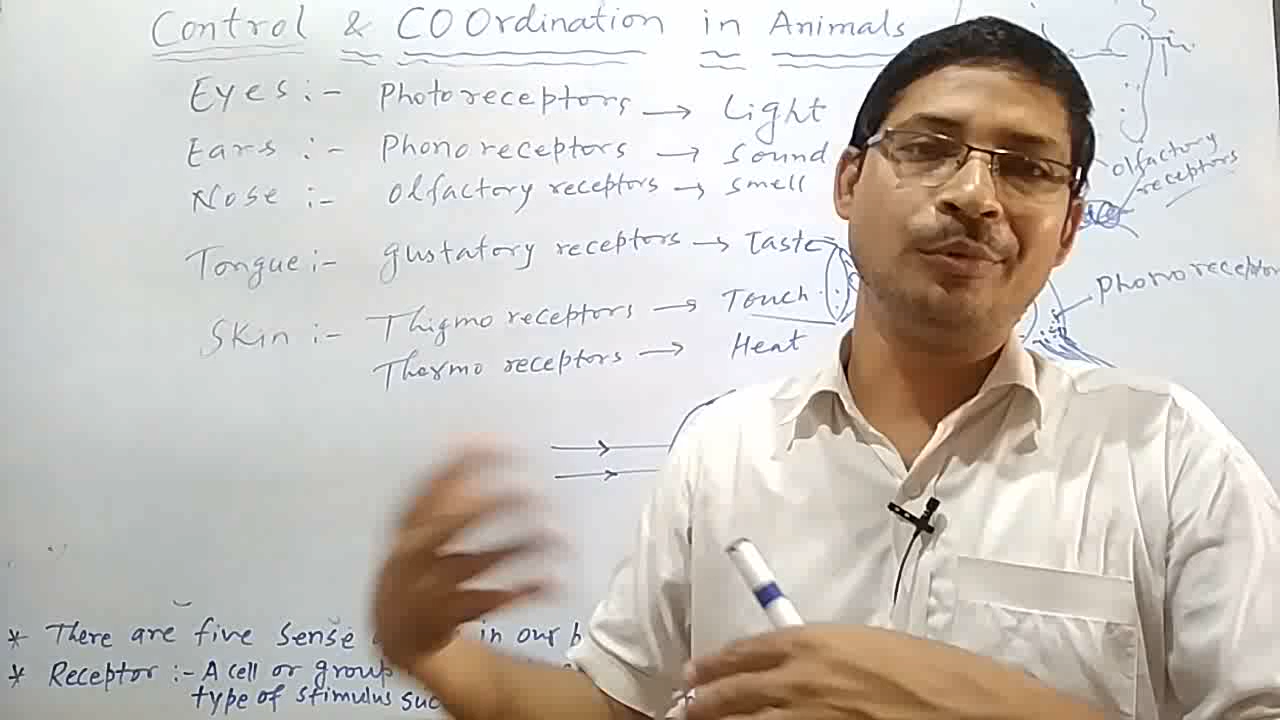 Control & COOrdination in Animals
Eyes :- Photoreceptors → Light
Ears :- Phonoreceptors → Sound
Nose :- Olfactory receptors → Smell
Tongue :- gustatory receptors → Taste
Skin :- Thigmo receptors → Touch
Thermo receptors → Heat
olfactory
receptors
Phonoreceptor
* There are five Sense in our
* Receptor :- A cell or group
type of stimulus suc